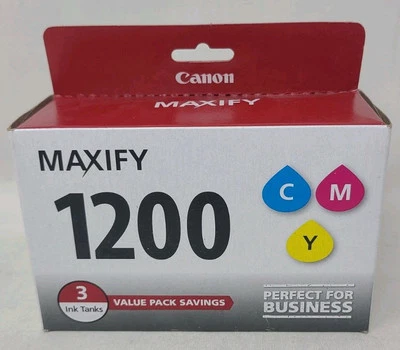 Canon
MAXIFY
MAXIFY
1200
C
M
Y
3
Ink Tanks
VALUE PACK SAVINGS
PERFECT FOR
BUSINESS